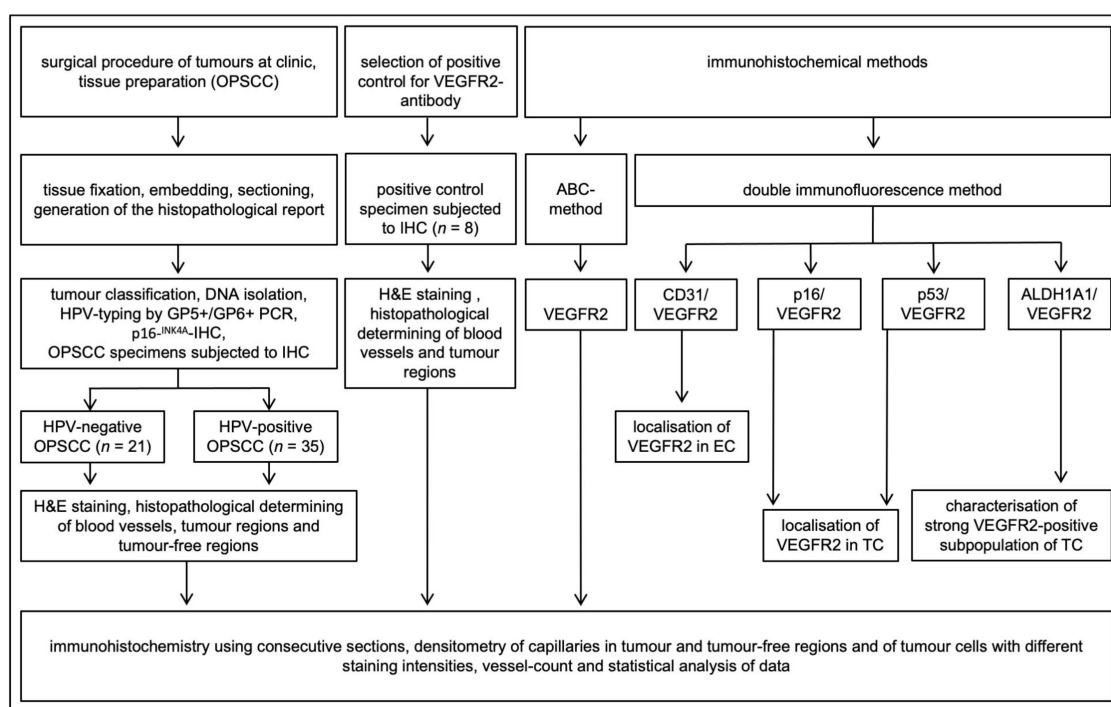 surgical procedure of tumours at clinic,
tissue preparation (OPSCC)
selection of positive
control for VEGFR2-
antibody
immunohistochemical methods
tissue fixation, embedding, sectioning,
generation of the histopathological report
positive control
specimen subjected
to IHC (n = 8)
ABC-
method
double immunofluorescence method
tumour classification, DNA isolation,
HPV-typing by GP5+/GP6+ PCR,
p16-INK4A-IHC,
OPSCC specimens subjected to IHC
H&E staining ,
histopathological
determining of blood
vessels and tumour
regions
VEGFR2
CD31/
VEGFR2
p16/
VEGFR2
p53/
VEGFR2
ALDH1A1/
VEGFR2
HPV-negative
OPSCC (n = 21)
HPV-positive
OPSCC (n = 35)
localisation of
VEGFR2 in EC
H&E staining, histopathological determining
of blood vessels, tumour regions and
tumour-free regions
localisation of
VEGFR2 in TC
characterisation of
strong VEGFR2-positive
subpopulation of TC
immunohistochemistry using consecutive sections, densitometry of capillaries in tumour and tumour-free regions and of tumour cells with different
staining intensities, vessel-count and statistical analysis of data